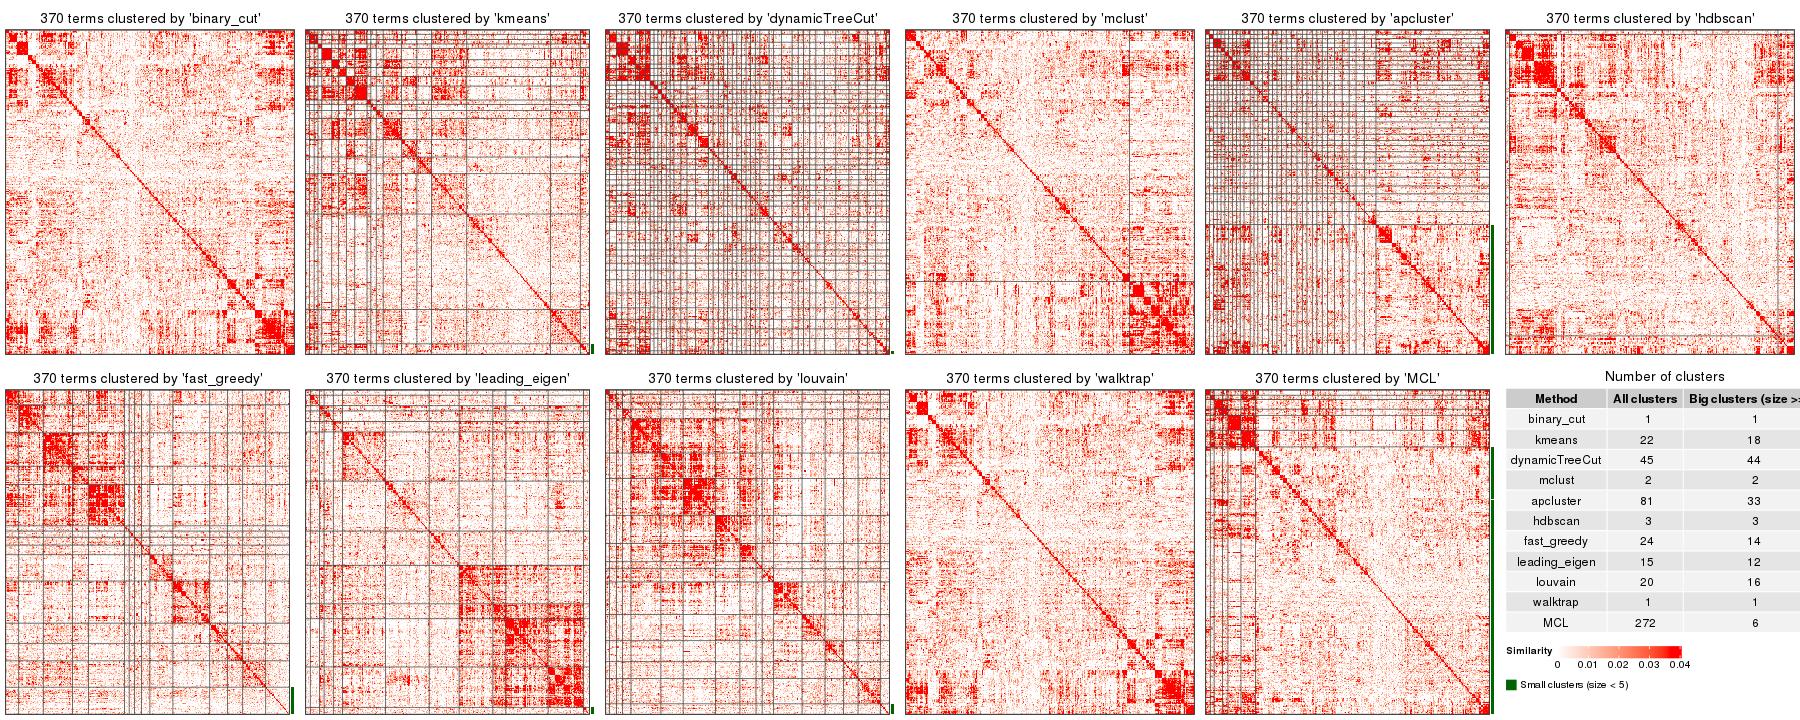 370 terms clustered by 'binary_cut'
370 terms clustered by 'kmeans'
370 terms clustered by 'dynamicTreeCut'
370 terms clustered by 'mclust'
370 terms clustered by 'apcluster'
370 terms clustered by 'hdbscan'
370 terms clustered by 'fast_greedy'
370 terms clustered by 'leading_eigen'
370 terms clustered by 'louvain'
370 terms clustered by 'walktrap'
370 terms clustered by 'MCL'
Number of clusters
Method All clusters Big clusters (size >=
binary_cut 1 1
kmeans 22 18
dynamicTreeCut 45 44
mclust 2 2
apcluster 81 33
hdbscan 3 3
fast_greedy 24 14
leading_eigen 15 12
louvain 20 16
walktrap 1 1
MCL 272 6
Similarity
0 0.01 0.02 0.03 0.04
Small clusters (size < 5)